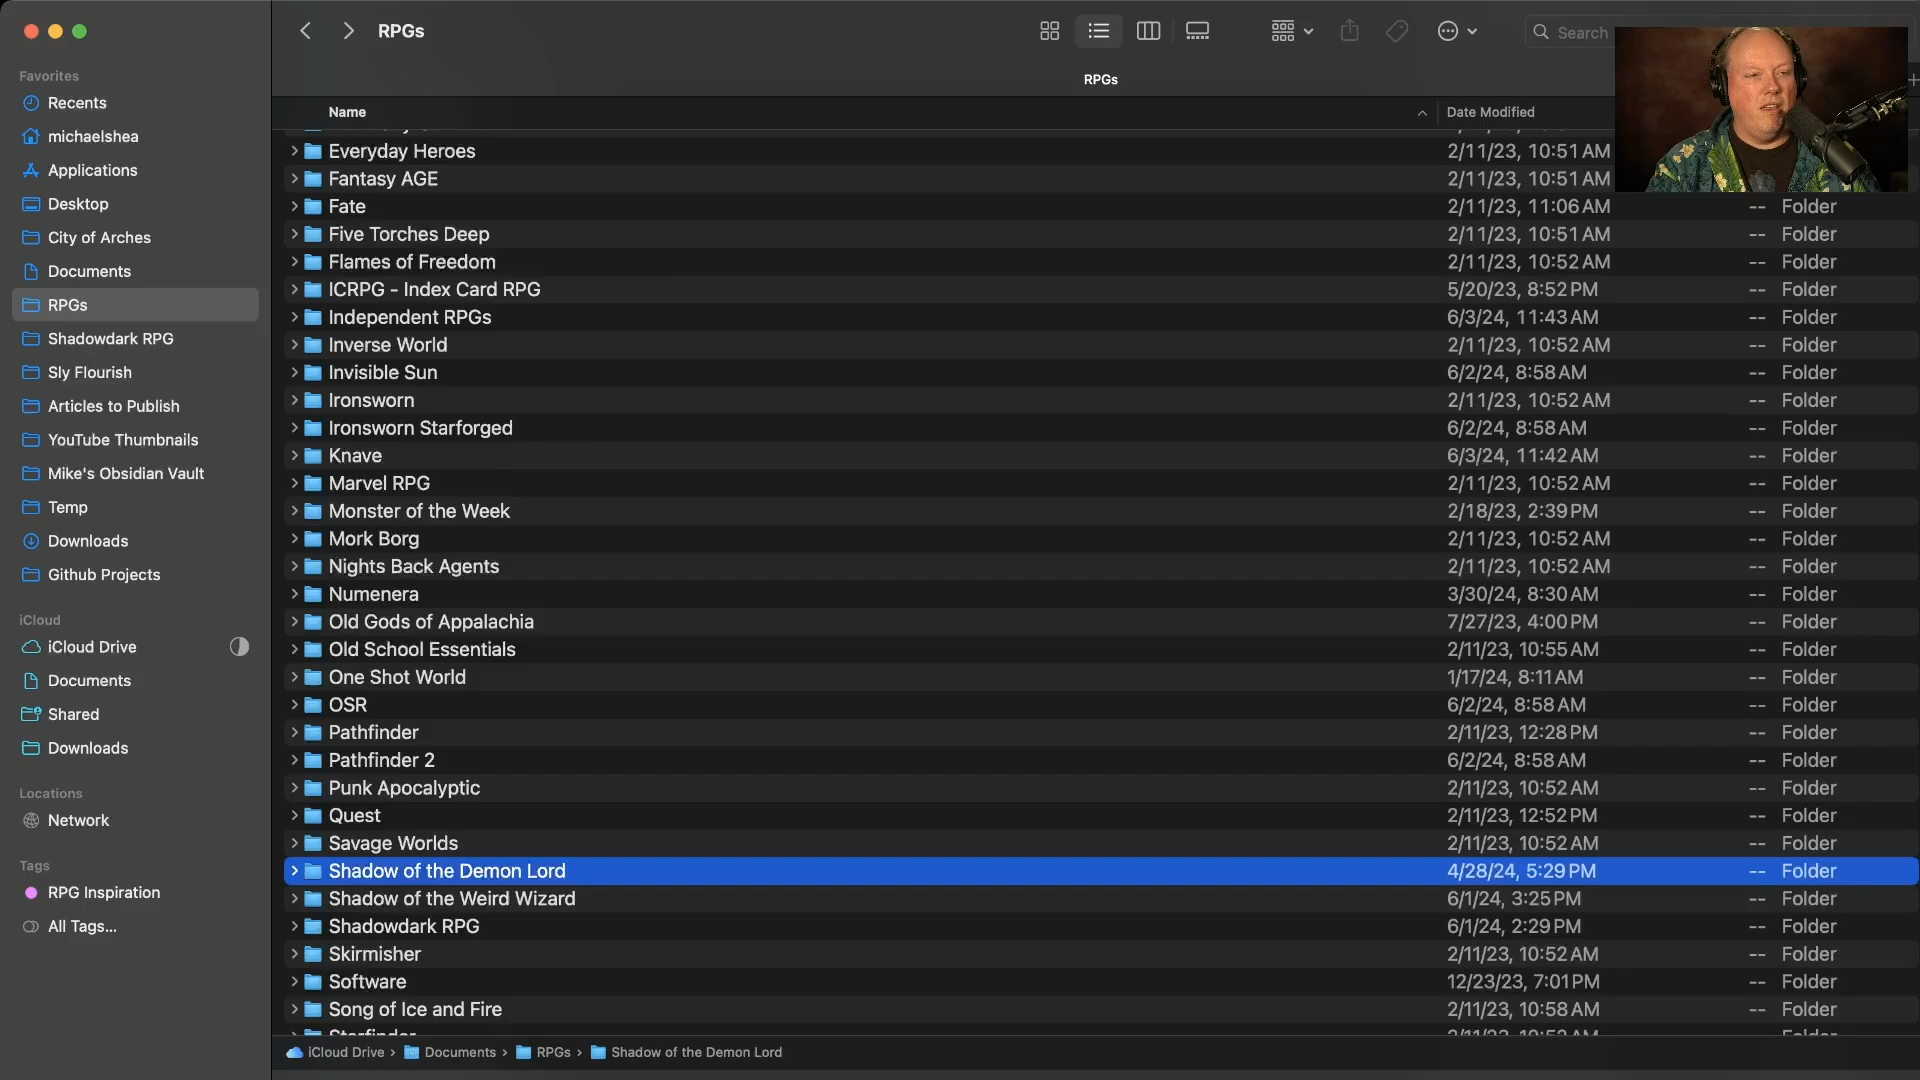 RPGs
Search
RPGs
Favorites
Recents
michaelshea
Applications
Desktop
City of Arches
Documents
RPGs
Shadowdark RPG
Sly Flourish
Articles to Publish
YouTube Thumbnails
Mike's Obsidian Vault
Temp
Downloads
Github Projects
iCloud
iCloud Drive
Documents
Shared
Downloads
Locations
Network
Tags
RPG Inspiration
All Tags...
Name Date Modified
Everyday Heroes 2/11/23, 10:51 AM
Fantasy AGE 2/11/23, 10:51 AM
Fate 2/11/23, 11:06 AM -- Folder
Five Torches Deep 2/11/23, 10:51 AM -- Folder
Flames of Freedom 2/11/23, 10:52 AM -- Folder
ICRPG - Index Card RPG 5/20/23, 8:52 PM -- Folder
Independent RPGs 6/3/24, 11:43 AM -- Folder
Inverse World 2/11/23, 10:52 AM -- Folder
Invisible Sun 6/2/24, 8:58 AM -- Folder
Ironsworn 2/11/23, 10:52 AM -- Folder
Ironsworn Starforged 6/2/24, 8:58 AM -- Folder
Knave 6/3/24, 11:42 AM -- Folder
Marvel RPG 2/11/23, 10:52 AM -- Folder
Monster of the Week 2/18/23, 2:39 PM -- Folder
Mork Borg 2/11/23, 10:52 AM -- Folder
Nights Back Agents 2/11/23, 10:52 AM -- Folder
Numenera 3/30/24, 8:30 AM -- Folder
Old Gods of Appalachia 7/27/23, 4:00 PM -- Folder
Old School Essentials 2/11/23, 10:55 AM -- Folder
One Shot World 1/17/24, 8:11 AM -- Folder
OSR 6/2/24, 8:58 AM -- Folder
Pathfinder 2/11/23, 12:28 PM -- Folder
Pathfinder 2 6/2/24, 8:58 AM -- Folder
Punk Apocalyptic 2/11/23, 10:52 AM -- Folder
Quest 2/11/23, 12:52 PM -- Folder
Savage Worlds 2/11/23, 10:52 AM -- Folder
Shadow of the Demon Lord 4/28/24, 5:29 PM -- Folder
Shadow of the Weird Wizard 6/1/24, 3:25 PM -- Folder
Shadowdark RPG 6/1/24, 2:29 PM -- Folder
Skirmisher 2/11/23, 10:52 AM -- Folder
Software 12/23/23, 7:01 PM -- Folder
Song of Ice and Fire 2/11/23, 10:58 AM -- Folder
iCloud Drive › Documents › RPGs › Shadow of the Demon Lord